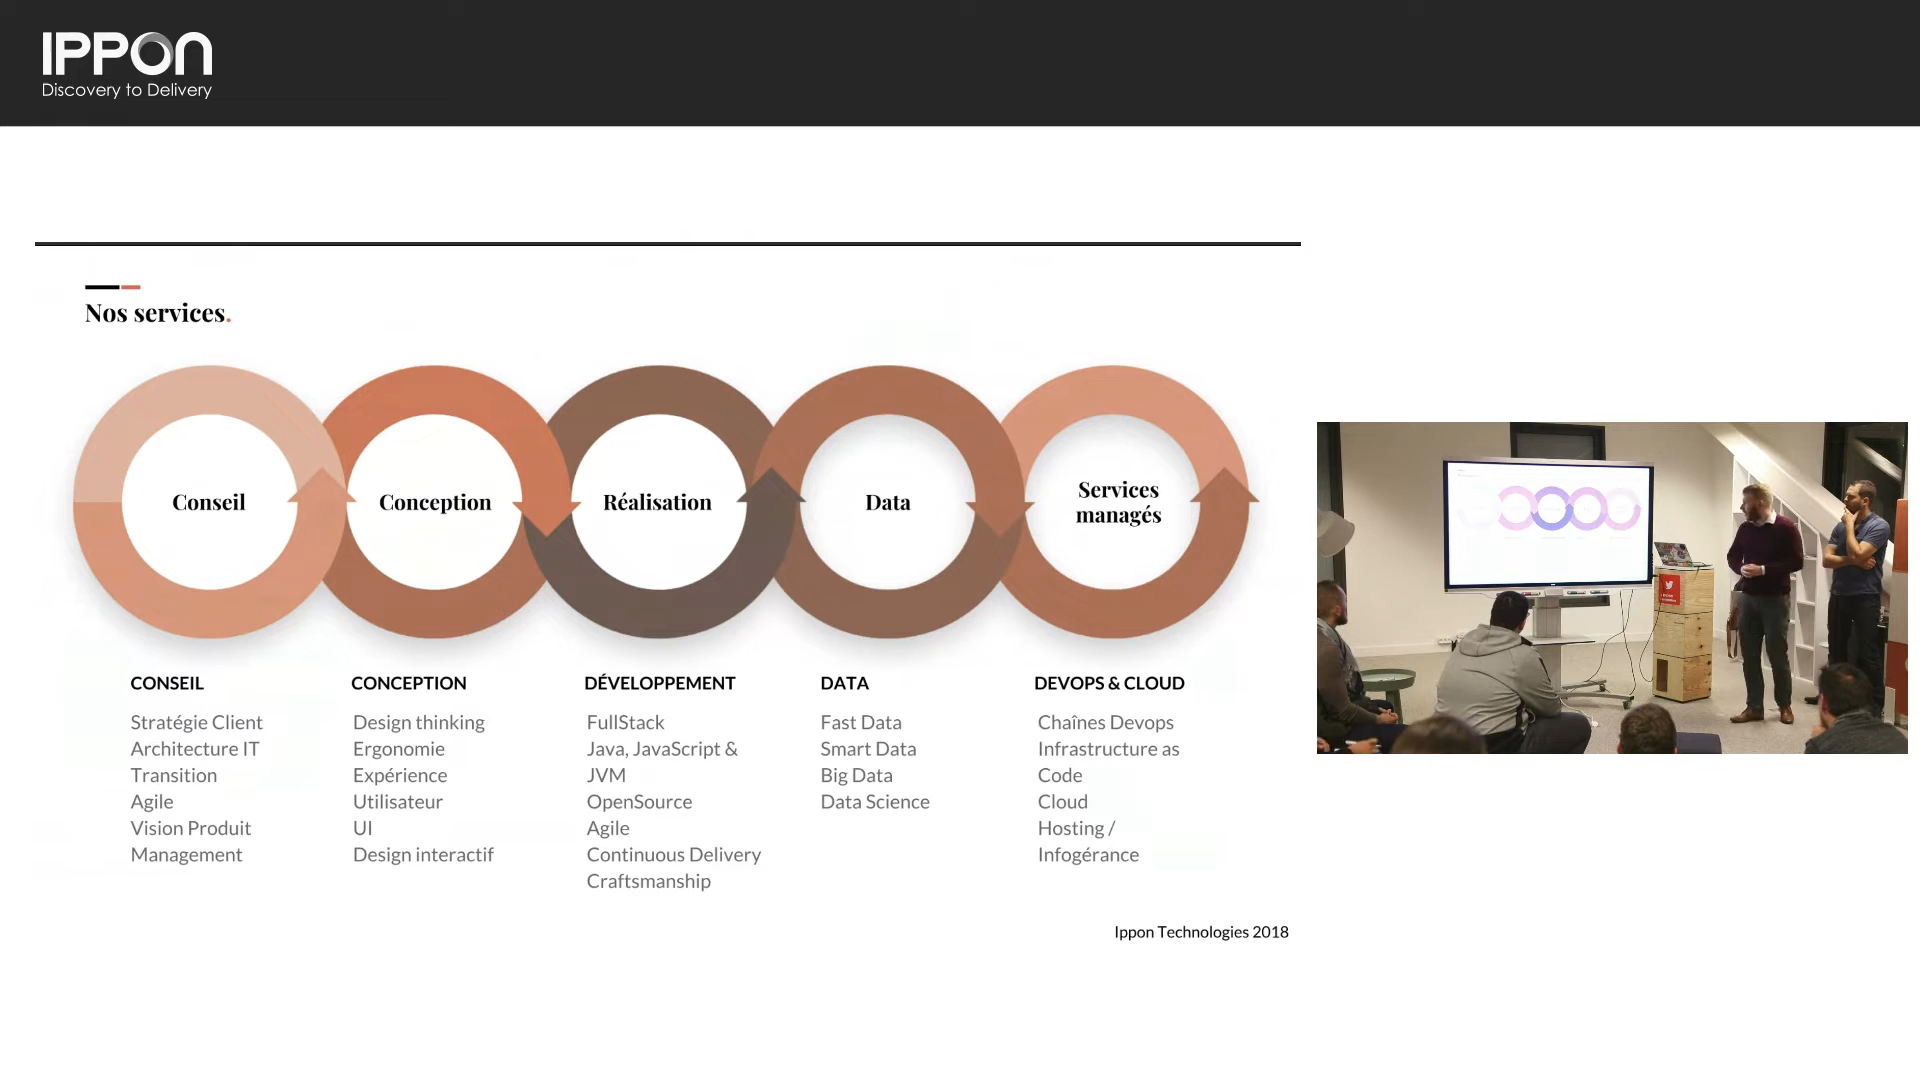 IPPON
Discovery to Delivery
Nos services.
Conseil
Conception
Réalisation
Data
Services
managés
CONSEIL
Stratégie Client
Architecture IT
Transition
Agile
Vision Produit
Management
CONCEPTION
Design thinking
Ergonomie
Expérience
Utilisateur
UI
Design interactif
DÉVELOPPEMENT
FullStack
Java, JavaScript &
JVM
OpenSource
Agile
Continuous Delivery
Craftsmanship
DATA
Fast Data
Smart Data
Big Data
Data Science
DEVOPS & CLOUD
Chaînes Devops
Infrastructure as
Code
Cloud
Hosting /
Infogérance
Ippon Technologies 2018